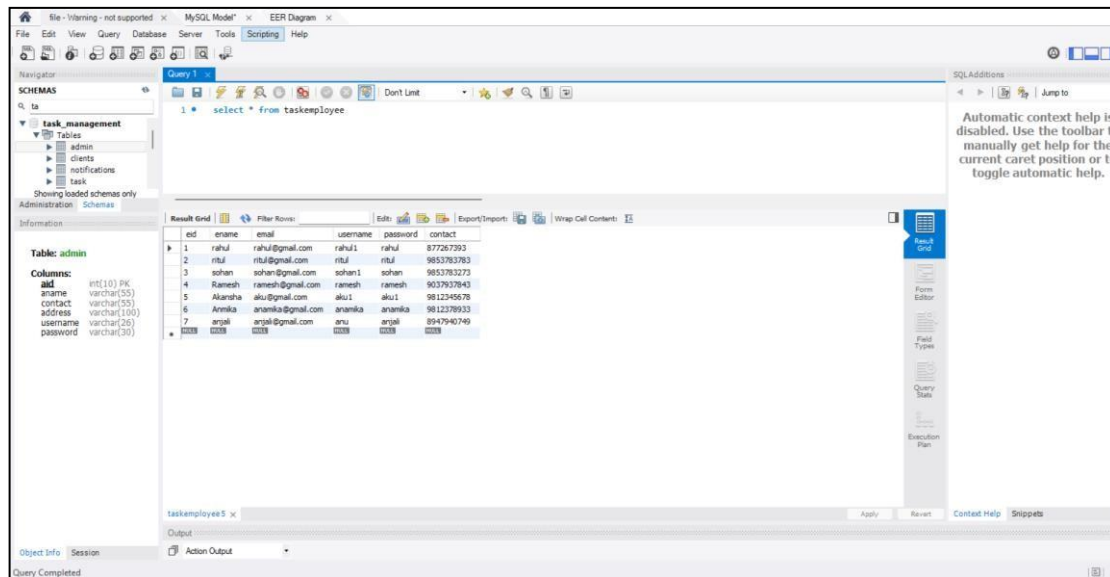 file - Warning - not supported × MySQL Model* × EER Diagram ×
File Edit View Query Database Server Tools Scripting Help
Navigator
SCHEMAS
ta
task_management
Tables
admin
clients
notifications
task
Showing loaded schemas only
Administration Schemas
Information
Table: admin
Columns:
aid int(10) PK
aname varchar(55)
contact varchar(55)
address varchar(100)
username varchar(26)
password varchar(30)
Object Info Session
Query 1 ×
Don't Limit
1 select * from taskemployee
Result Grid Filter Rows: Edit: Export/Import: Wrap Cell Content:
eid ename email username password contact
1 rahul rahul@gmail.com rahul1 rahul 877267393
2 ritul ritul@gmail.com ritul ritul 9853783783
3 sohan sohan@gmail.com sohan1 sohan 9853783273
4 Ramesh ramesh@gmail.com ramesh ramesh 9037937843
5 Akansha aku@gmail.com aku1 aku1 9812345678
6 Anmika anamika@gmail.com anamika anamika 9812378933
7 anjali anjali@gmail.com anu anjali 8947940749
NULL NULL NULL NULL NULL NULL
Result
Grid
Form
Editor
Field
Types
Query
Stats
Execution
Plan
taskemployee 5 × Apply Revert
Output
Action Output
SQLAdditions
Jump to
Automatic context help is
disabled. Use the toolbar t
manually get help for the
current caret position or t
toggle automatic help.
Context Help Snippets
Query Completed